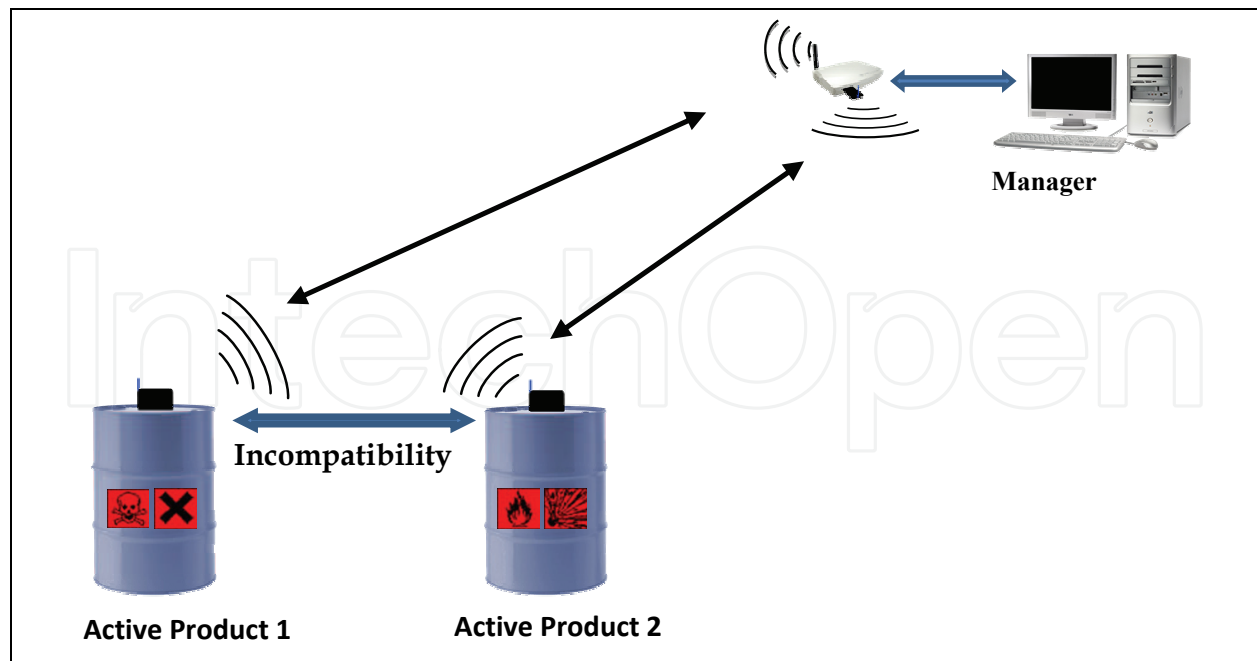 Manager
IntechOpen
Incompatibility
Active Product 1
Active Product 2